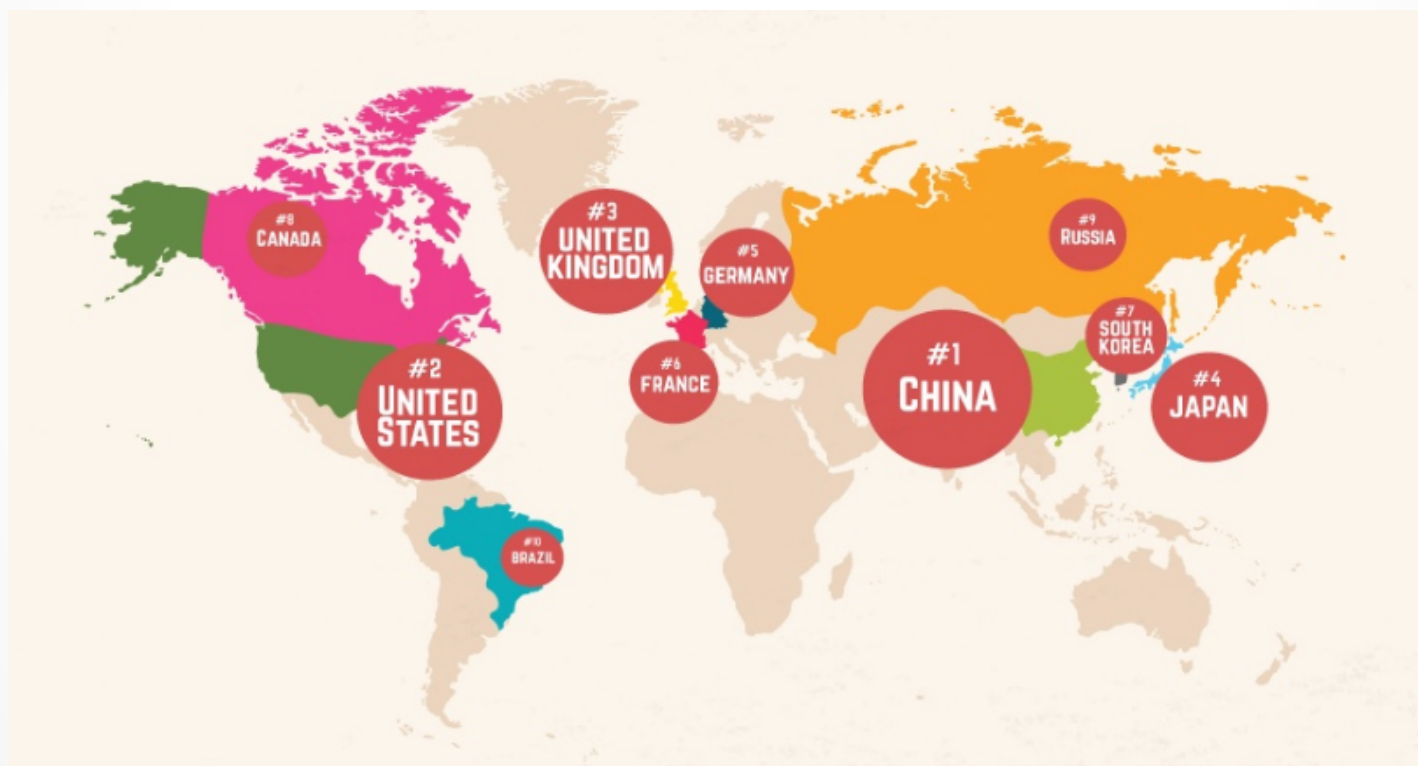 #8
CANADA
#3
UNITED
KINGDOM
#5
GERMANY
#9
RUSSIA
#2
UNITED
STATES
#6
FRANCE
#1
CHINA
#7
SOUTH
KOREA
#4
JAPAN
#10
BRAZIL